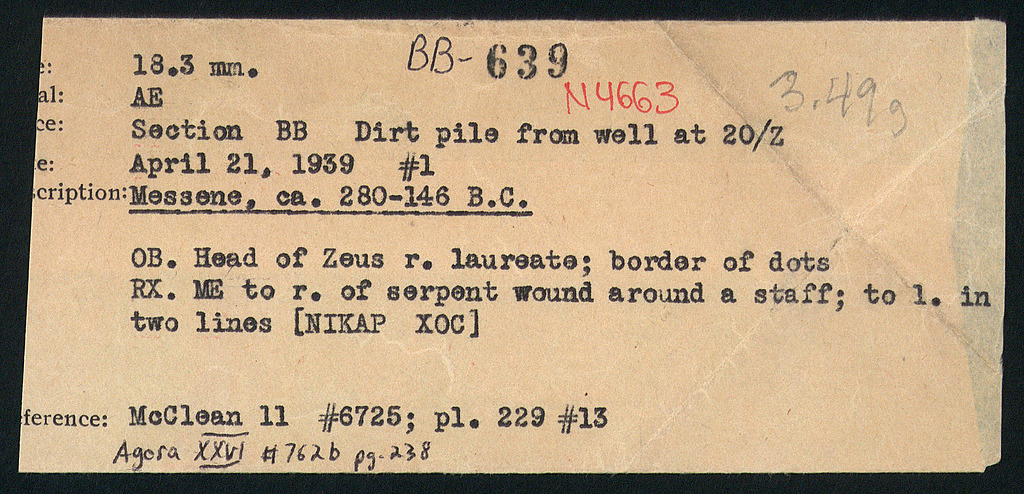 BB-639
e: 18.3 mm.
N4663
3.49g
al: AE
ce: Section BB Dirt pile from well at 20/Z
e: April 21, 1939 #1
scription: Messene, ca. 280-146 B.C.
OB. Head of Zeus r. laureate; border of dots
RX. ME to r. of serpent wound around a staff; to l. in
two lines [NIKAP XOC]
ference: McClean 11 #6725; pl. 229 #13
Agora XXVI #762b pg-238